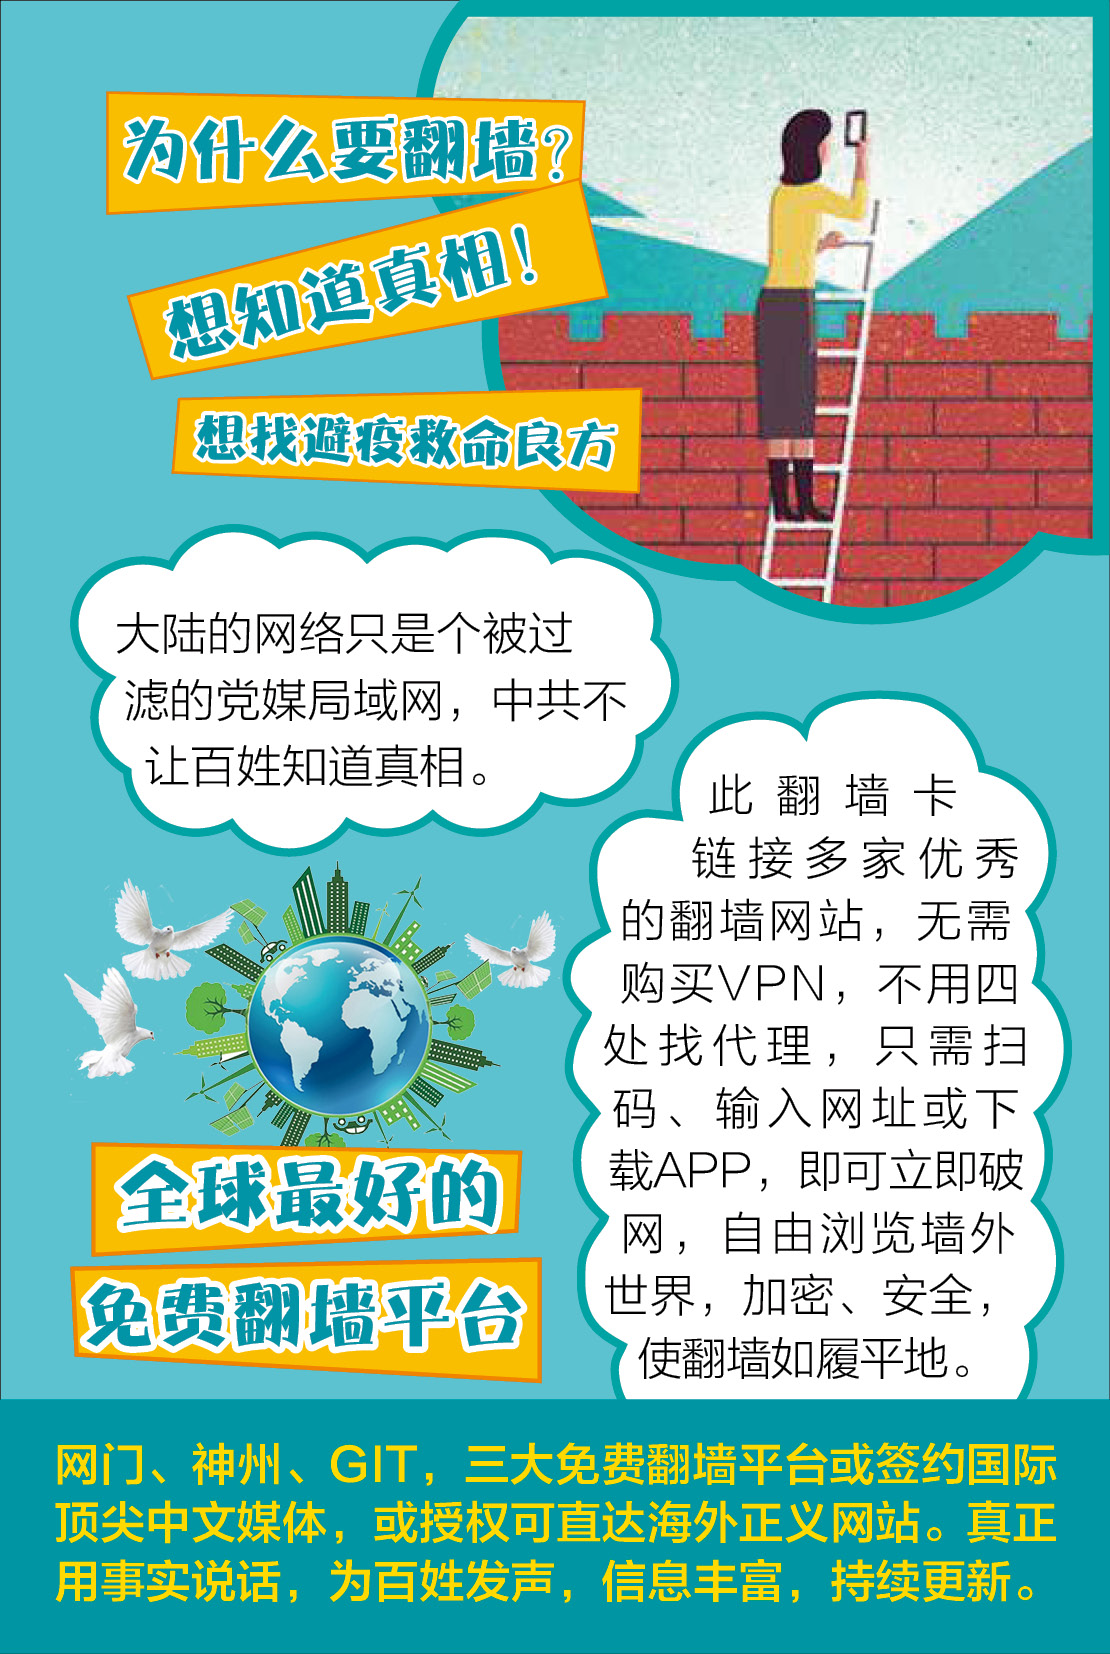 为什么要翻墙？
想知道真相！
想找避疫救命良方
大陆的网络只是个被过
滤的党媒局域网，中共不
让百姓知道真相。
此翻墙卡
链接多家优秀
的翻墙网站，无需
购买VPN，不用四
处找代理，只需扫
码、输入网址或下
载APP，即可立即破
网，自由浏览墙外
世界，加密、安全，
使翻墙如履平地。
全球最好的
免费翻墙平台
网门、神州、GIT，三大免费翻墙平台或签约国际
顶尖中文媒体，或授权可直达海外正义网站。真正
用事实说话，为百姓发声，信息丰富，持续更新。